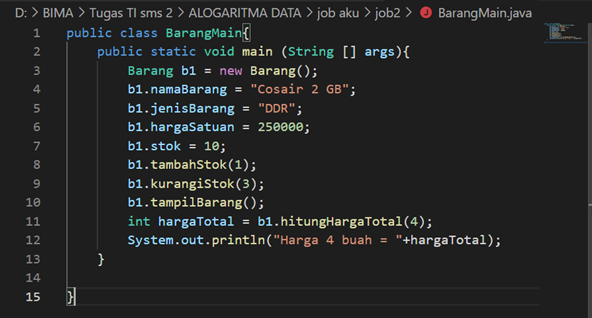 D: > BIMA > Tugas TI sms 2 > ALOGARITMA DATA > job aku > job2 > J BarangMain.java
1 public class BarangMain{
2 public static void main (String [] args){
3 Barang b1 = new Barang();
4 b1.namaBarang = "Cosair 2 GB";
5 b1.jenisBarang = "DDR";
6 b1.hargaSatuan = 250000;
7 b1.stok = 10;
8 b1.tambahStok(1);
9 b1.kurangiStok(3);
10 b1.tampilBarang();
11 int hargaTotal = b1.hitungHargaTotal(4);
12 System.out.println("Harga 4 buah = "+hargaTotal);
13 }
14
15 }